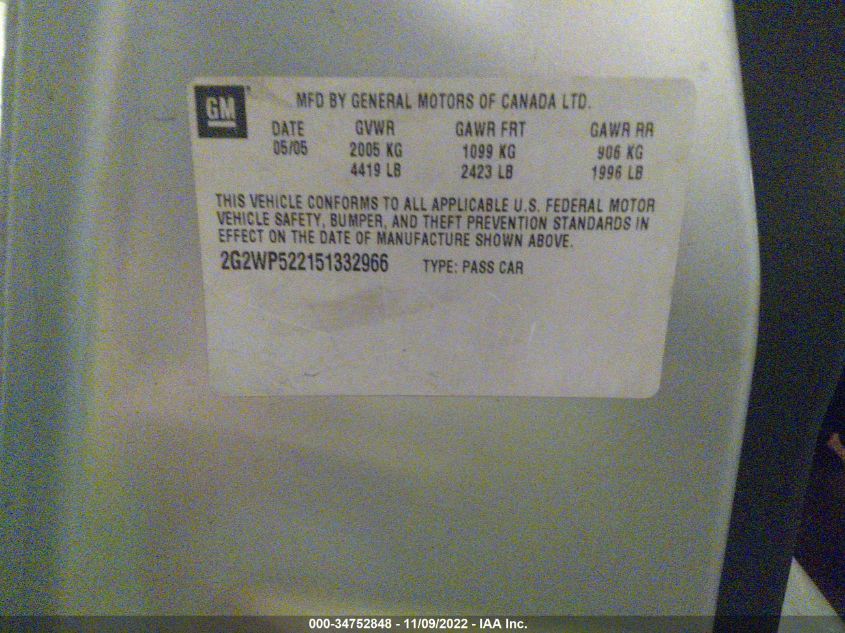 GM
MFD BY GENERAL MOTORS OF CANADA LTD.
DATE GVWR GAWR FRT GAWR RR
05/05 2005 KG 1099 KG 906 KG
4419 LB 2423 LB 1996 LB
THIS VEHICLE CONFORMS TO ALL APPLICABLE U.S. FEDERAL MOTOR
VEHICLE SAFETY, BUMPER, AND THEFT PREVENTION STANDARDS IN
EFFECT ON THE DATE OF MANUFACTURE SHOWN ABOVE.
2G2WP522151332966 TYPE: PASS CAR
000-34752848 - 11/09/2022 - IAA Inc.